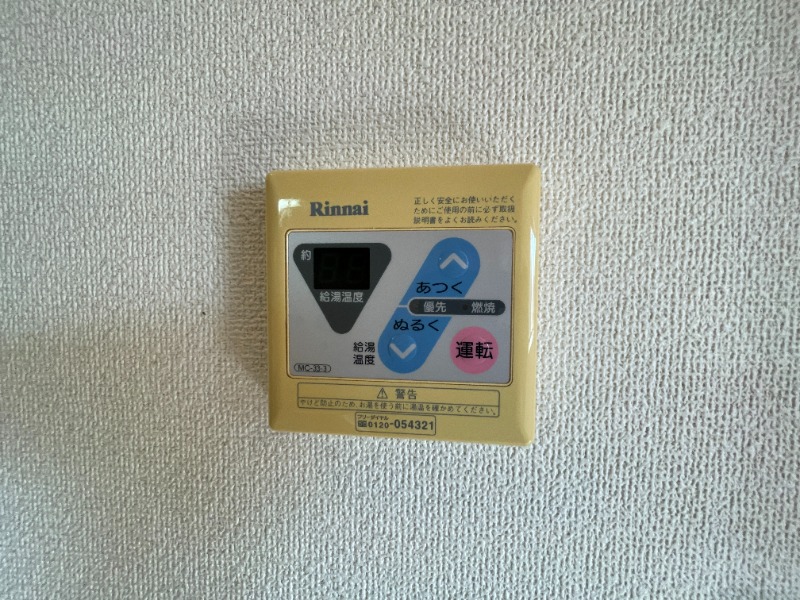 Rinnai
正しく安全にお使いいただく
ためにご使用の前に必ず取扱
説明書をよくお読みください。
約
給湯温度
あつく
優先 燃焼
ぬるく
給湯
温度
運転
MC-33-3
⚠ 警告
やけど防止のため、お湯を使う前に湯温を確かめてください。
フリーダイヤル
0120-054321